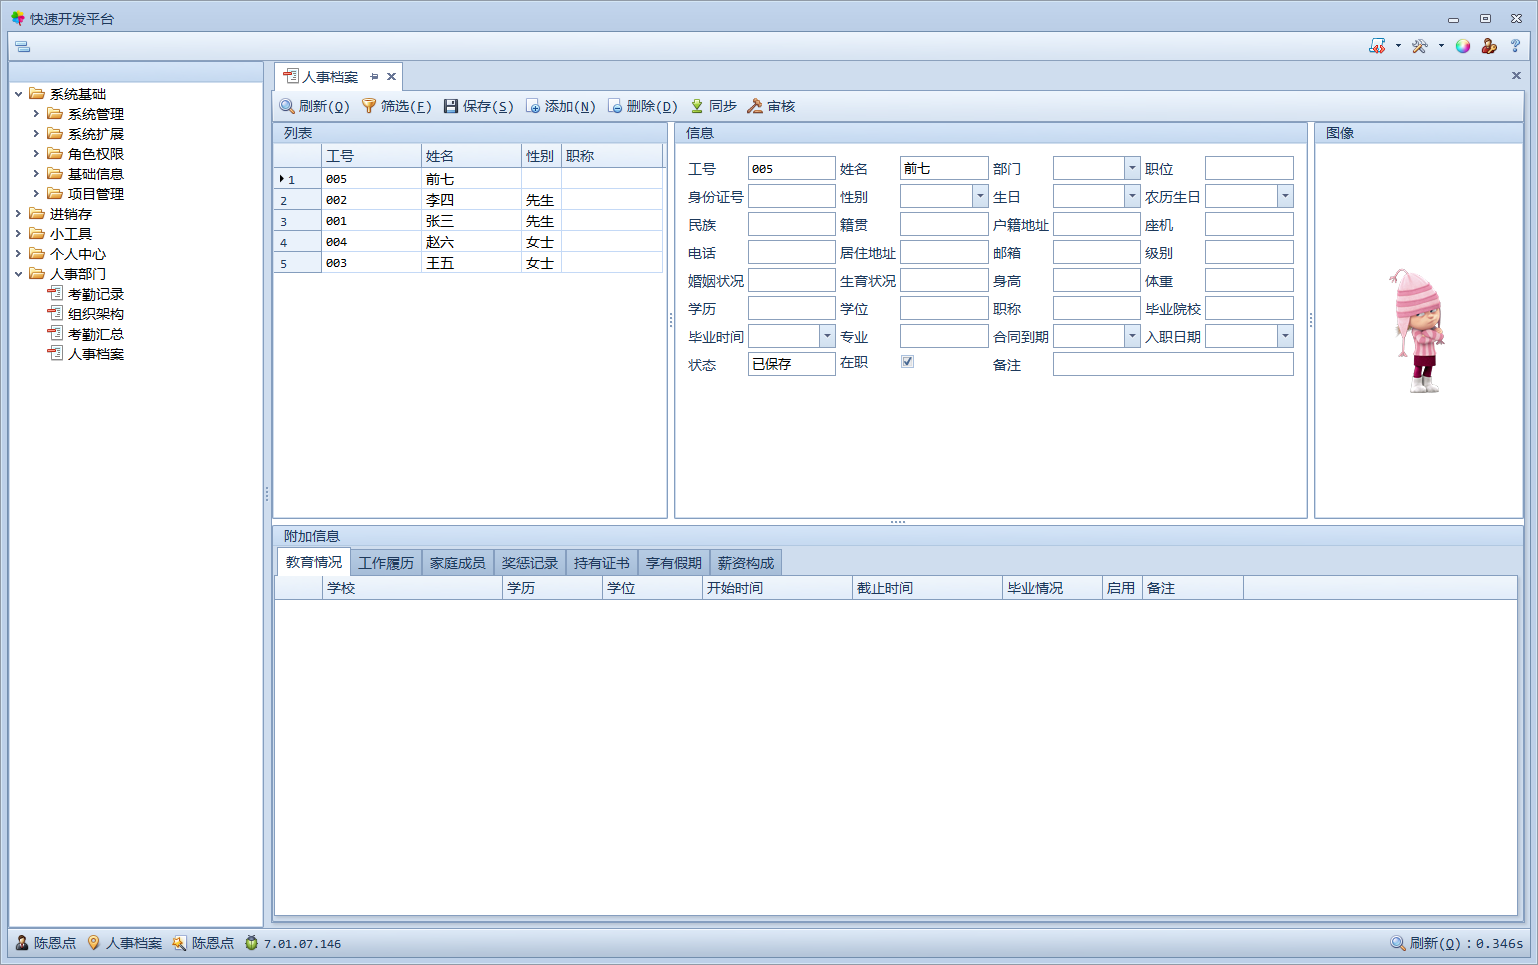 快速开发平台
系统基础
系统管理
系统扩展
角色权限
基础信息
项目管理
进销存
小工具
个人中心
人事部门
考勤记录
组织架构
考勤汇总
人事档案
人事档案
刷新(Q) 筛选(F) 保存(S) 添加(N) 删除(D) 同步 审核
列表
工号 姓名 性别 职称
1 005 前七
2 002 李四 先生
3 001 张三 先生
4 004 赵六 女士
5 003 王五 女士
信息
工号 005 姓名 前七 部门 职位
身份证号 性别 生日 农历生日
民族 籍贯 户籍地址 座机
电话 居住地址 邮箱 级别
婚姻状况 生育状况 身高 体重
学历 学位 职称 毕业院校
毕业时间 专业 合同到期 入职日期
状态 已保存 在职 备注
图像
附加信息
教育情况 工作履历 家庭成员 奖惩记录 持有证书 享有假期 薪资构成
学校 学历 学位 开始时间 截止时间 毕业情况 启用 备注
陈恩点 人事档案 陈恩点 7.01.07.146 刷新(Q)：0.346s